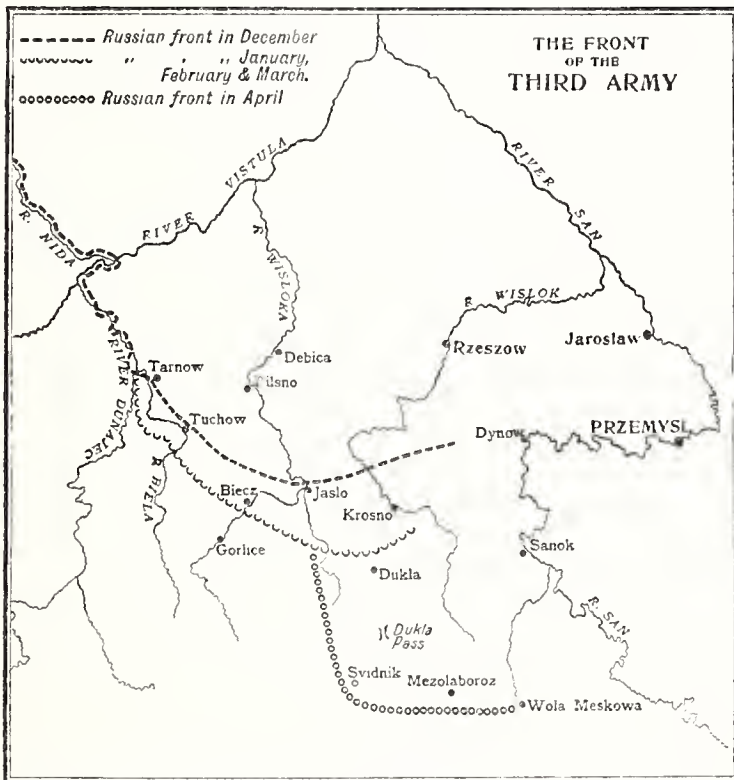 Russian front in December
" , " January,
February & March.
Russian front in April
THE FRONT
OF THE
THIRD ARMY
RIVER VISTULA
RIVER SAN
R. NIDA
R WISLOKA
R WISLOK
Debica
Rzeszow
Jaroslaw
Tarnow
Pilsno
RIVER DUNAJEC
Tuchow
Dynow
PRZEMYSL
R BIELA
Biecz
Jaslo
Krosno
Gorlice
Sanok
Dukla
R. SAN
Dukla
Pass
Svidnik
Mezolaboroz
Wola Meskowa